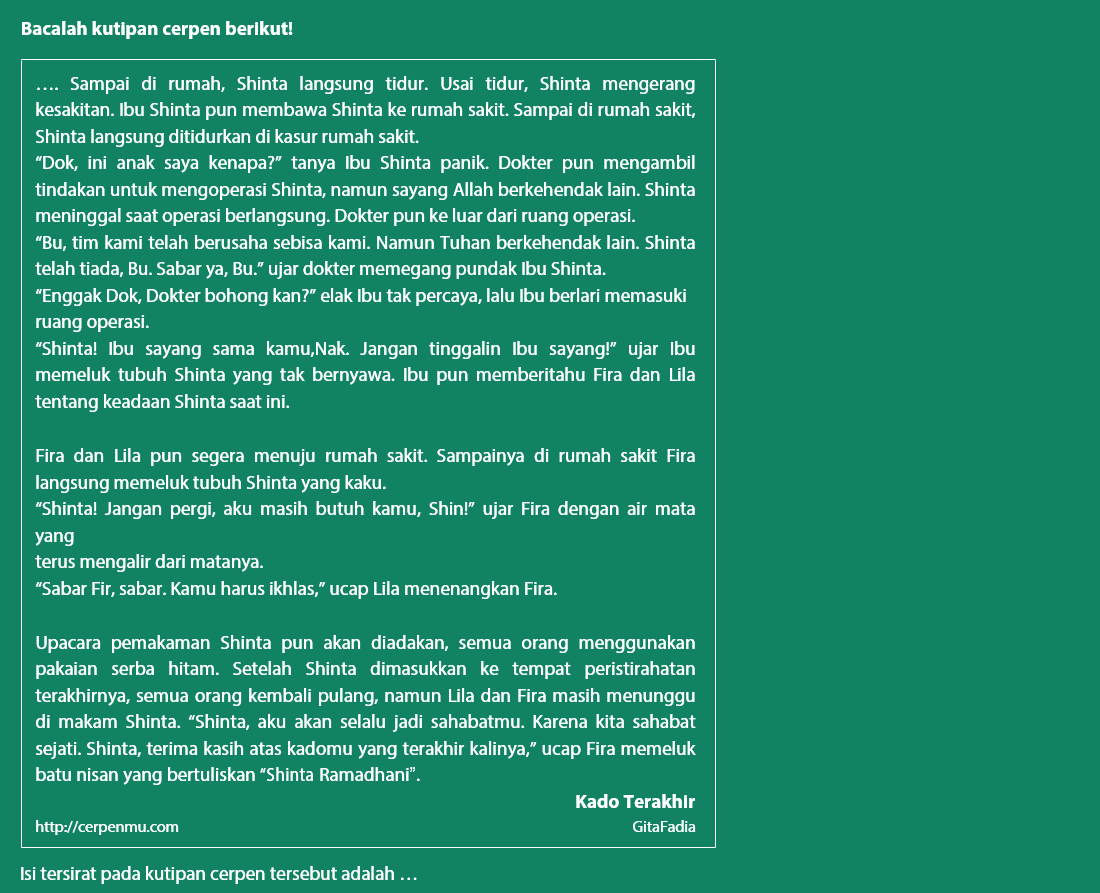 Bacalah kutipan cerpen berikut!
…. Sampai di rumah, Shinta langsung tidur. Usai tidur, Shinta mengerang
kesakitan. Ibu Shinta pun membawa Shinta ke rumah sakit. Sampai di rumah sakit,
Shinta langsung ditidurkan di kasur rumah sakit.
“Dok, ini anak saya kenapa?” tanya Ibu Shinta panik. Dokter pun mengambil
tindakan untuk mengoperasi Shinta, namun sayang Allah berkehendak lain. Shinta
meninggal saat operasi berlangsung. Dokter pun ke luar dari ruang operasi.
“Bu, tim kami telah berusaha sebisa kami. Namun Tuhan berkehendak lain. Shinta
telah tiada, Bu. Sabar ya, Bu.” ujar dokter memegang pundak Ibu Shinta.
“Enggak Dok, Dokter bohong kan?” elak Ibu tak percaya, lalu Ibu berlari memasuki
ruang operasi.
“Shinta! Ibu sayang sama kamu,Nak. Jangan tinggalin Ibu sayang!” ujar Ibu
memeluk tubuh Shinta yang tak bernyawa. Ibu pun memberitahu Fira dan Lila
tentang keadaan Shinta saat ini.
Fira dan Lila pun segera menuju rumah sakit. Sampainya di rumah sakit Fira
langsung memeluk tubuh Shinta yang kaku.
“Shinta! Jangan pergi, aku masih butuh kamu, Shin!” ujar Fira dengan air mata
yang
terus mengalir dari matanya.
“Sabar Fir, sabar. Kamu harus ikhlas,” ucap Lila menenangkan Fira.
Upacara pemakaman Shinta pun akan diadakan, semua orang menggunakan
pakaian serba hitam. Setelah Shinta dimasukkan ke tempat peristirahatan
terakhirnya, semua orang kembali pulang, namun Lila dan Fira masih menunggu
di makam Shinta. “Shinta, aku akan selalu jadi sahabatmu. Karena kita sahabat
sejati. Shinta, terima kasih atas kadomu yang terakhir kalinya,” ucap Fira memeluk
batu nisan yang bertuliskan “Shinta Ramadhani”.
Kado Terakhir
http://cerpenmu.com GitaFadia
Isi tersirat pada kutipan cerpen tersebut adalah …